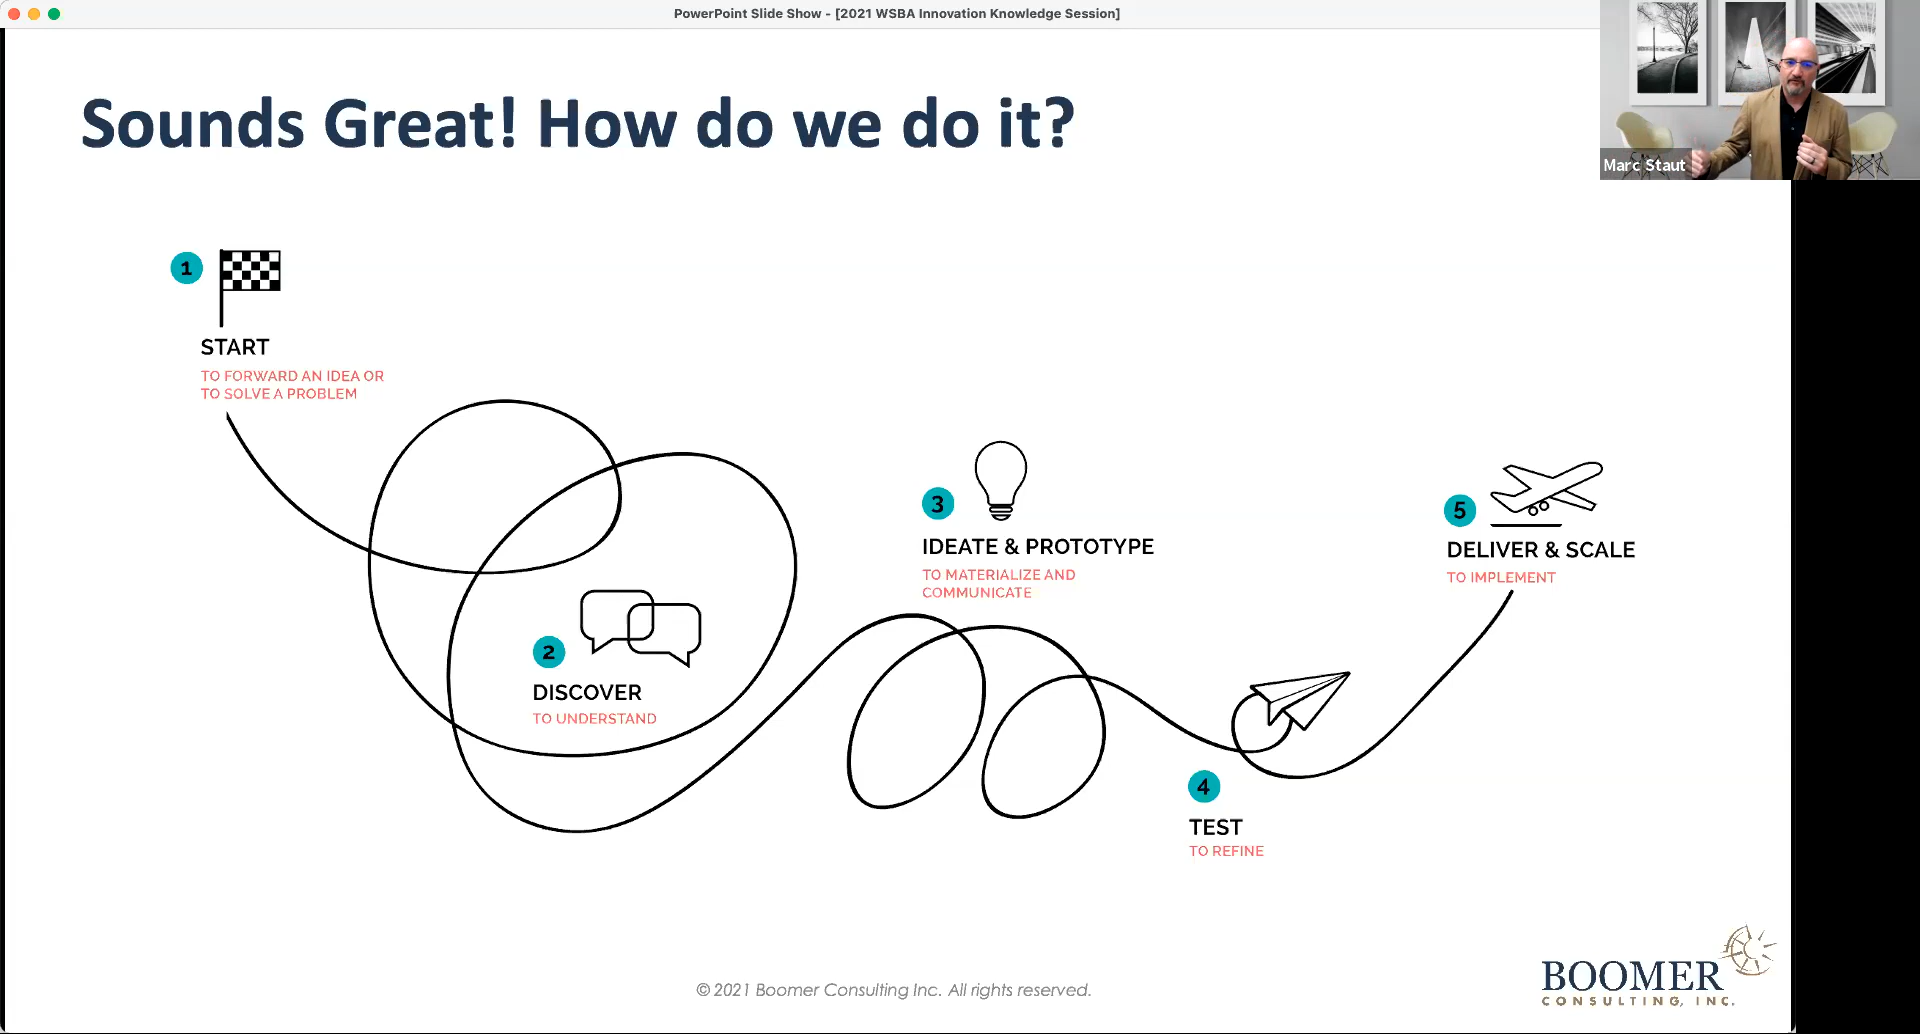 PowerPoint Slide Show - [2021 WSBA Innovation Knowledge Session]
Marc Staut
Sounds Great! How do we do it?
1
START
TO FORWARD AN IDEA OR
TO SOLVE A PROBLEM
2
DISCOVER
TO UNDERSTAND
3
IDEATE & PROTOTYPE
TO MATERIALIZE AND
COMMUNICATE
4
TEST
TO REFINE
5
DELIVER & SCALE
TO IMPLEMENT
© 2021 Boomer Consulting Inc. All rights reserved.
BOOMER
CONSULTING, INC.